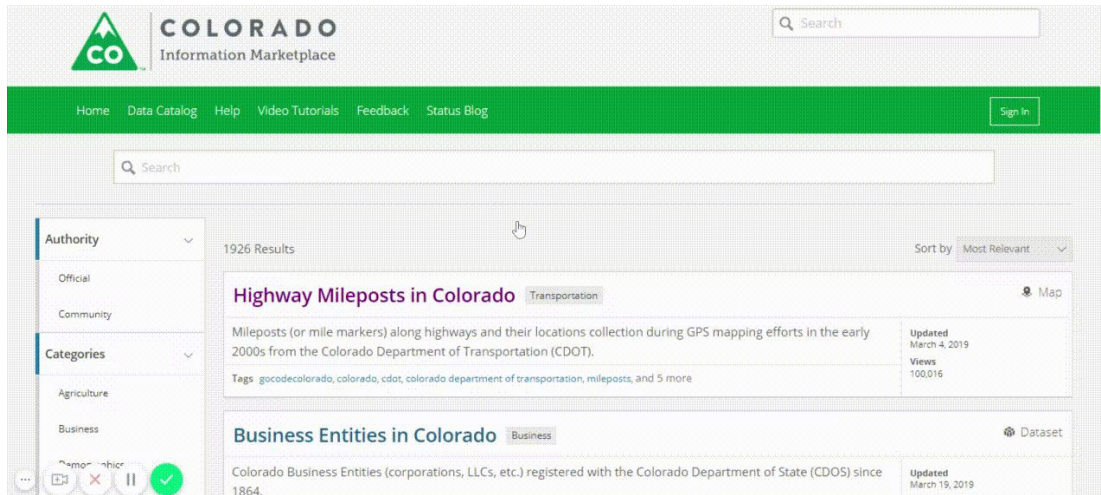 COLORADO
Information Marketplace
CO
Search
Home Data Catalog Help Video Tutorials Feedback Status Blog
Sign In
Search
Authority
1926 Results
Sort by Most Relevant
Official
Community
Highway Mileposts in Colorado Transportation
Map
Mileposts (or mile markers) along highways and their locations collection during GPS mapping efforts in the early
2000s from the Colorado Department of Transportation (CDOT).
Updated
March 4, 2019
Views
100,016
Tags gocodecolorado, colorado, cdot, colorado department of transportation, mileposts, and 5 more
Categories
Agriculture
Business
Business Entities in Colorado Business
Dataset
Colorado Business Entities (corporations, LLCs, etc.) registered with the Colorado Department of State (CDOS) since
1864.
Updated
March 19, 2019